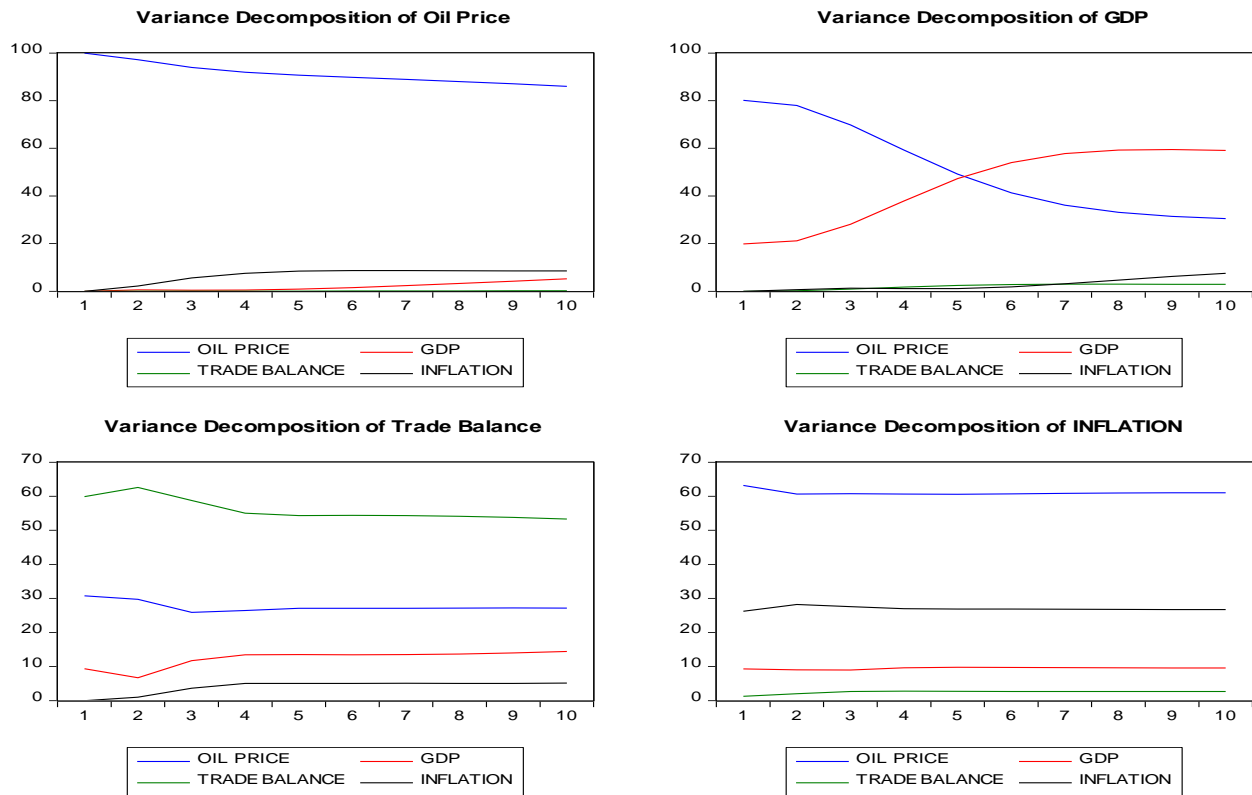 Variance Decomposition of Oil Price
100
80
60
40
20
0
1 2 3 4 5 6 7 8 9 10
OIL PRICE GDP
TRADE BALANCE INFLATION
Variance Decomposition of GDP
100
80
60
40
20
0
1 2 3 4 5 6 7 8 9 10
OIL PRICE GDP
TRADE BALANCE INFLATION
Variance Decomposition of Trade Balance
70
60
50
40
30
20
10
0
1 2 3 4 5 6 7 8 9 10
OIL PRICE GDP
TRADE BALANCE INFLATION
Variance Decomposition of INFLATION
70
60
50
40
30
20
10
0
1 2 3 4 5 6 7 8 9 10
OIL PRICE GDP
TRADE BALANCE INFLATION